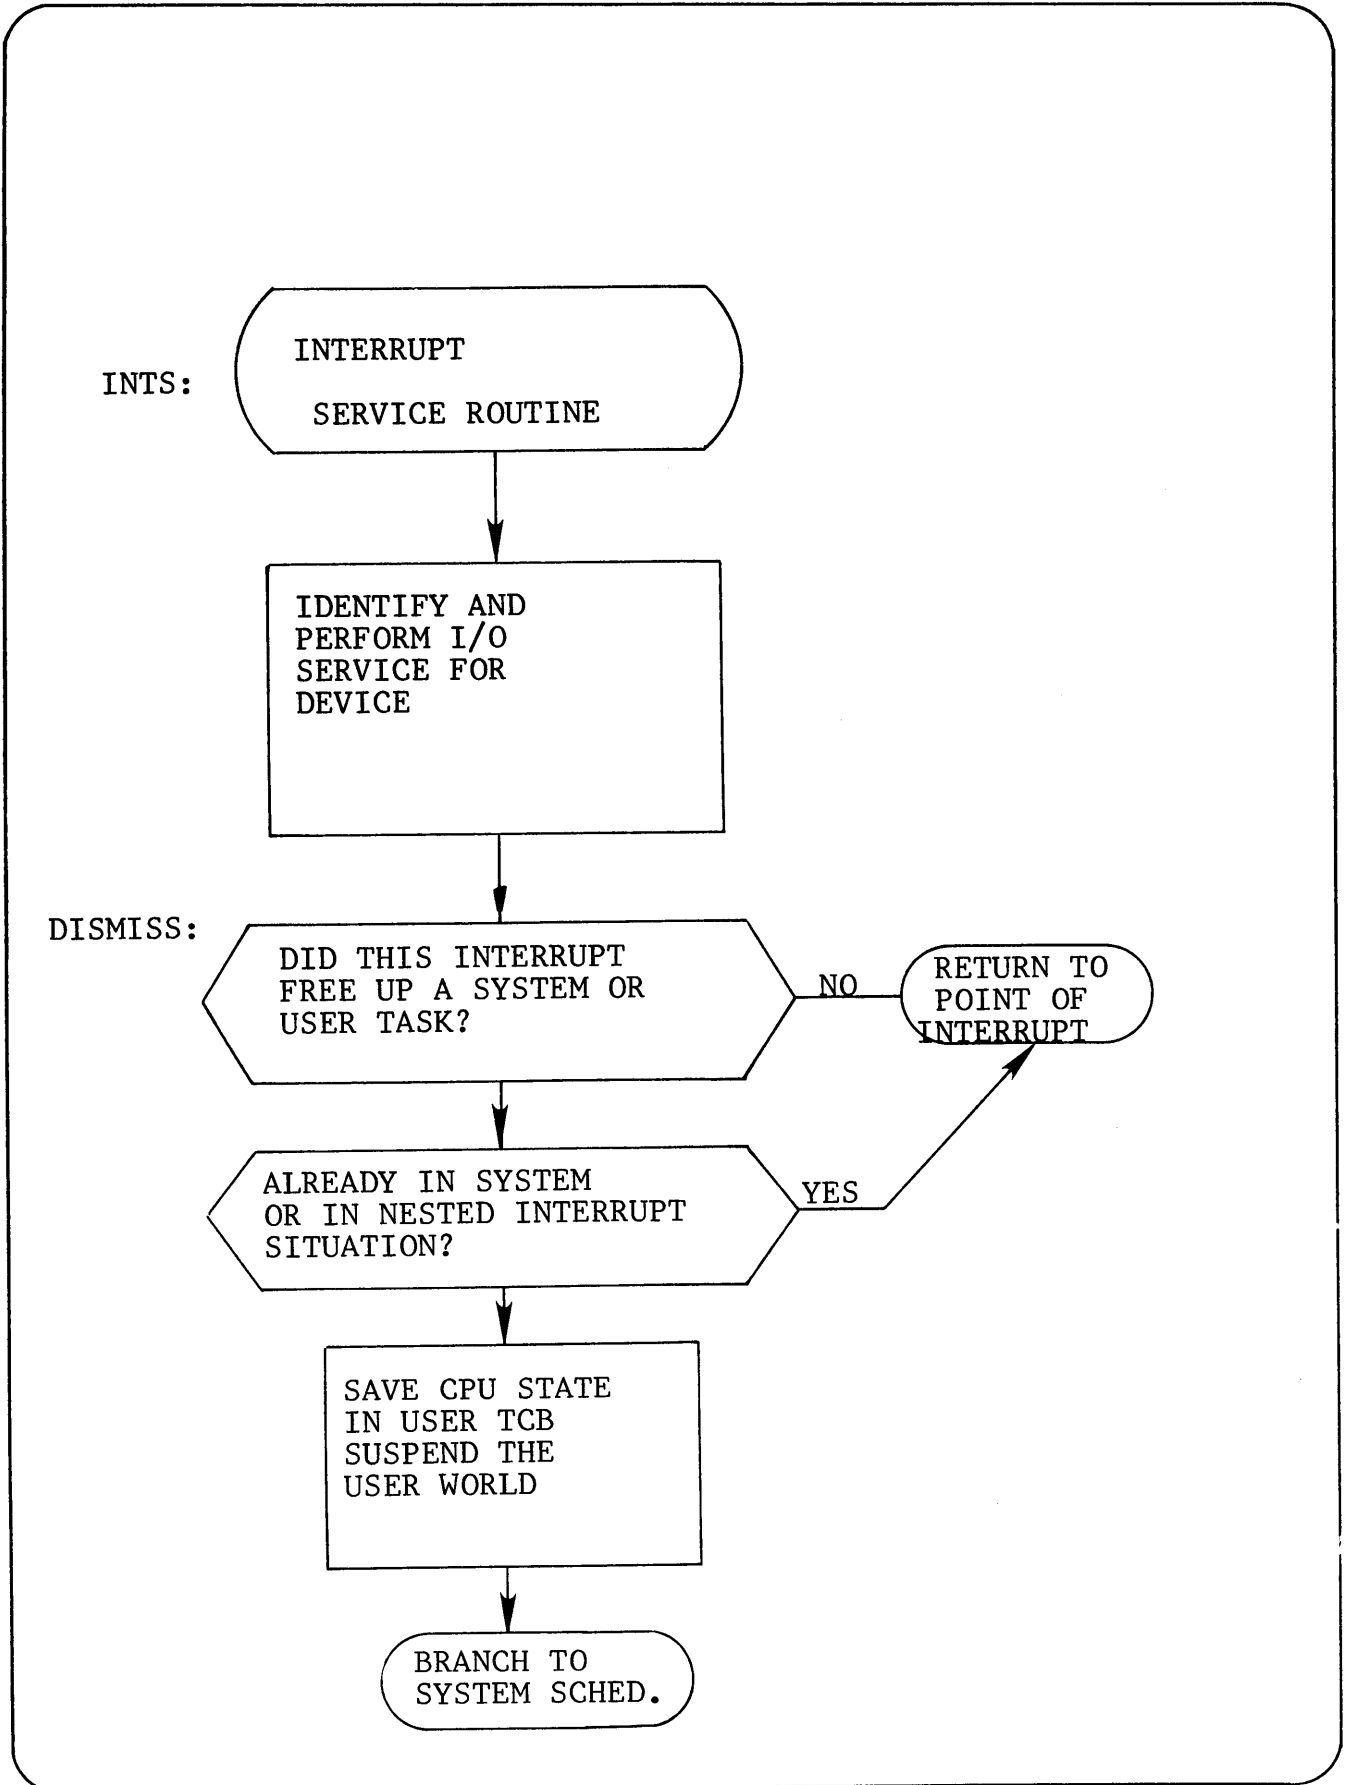 INTERRUPT
INTS:
SERVICE ROUTINE
IDENTIFY AND
PERFORM I/O
SERVICE FOR
DEVICE
DISMISS:
DID THIS INTERRUPT
FREE UP A SYSTEM OR
USER TASK?
NO
RETURN TO
POINT OF
INTERRUPT
ALREADY IN SYSTEM
OR IN NESTED INTERRUPT
SITUATION?
YES
SAVE CPU STATE
IN USER TCB
SUSPEND THE
USER WORLD
BRANCH TO
SYSTEM SCHED.